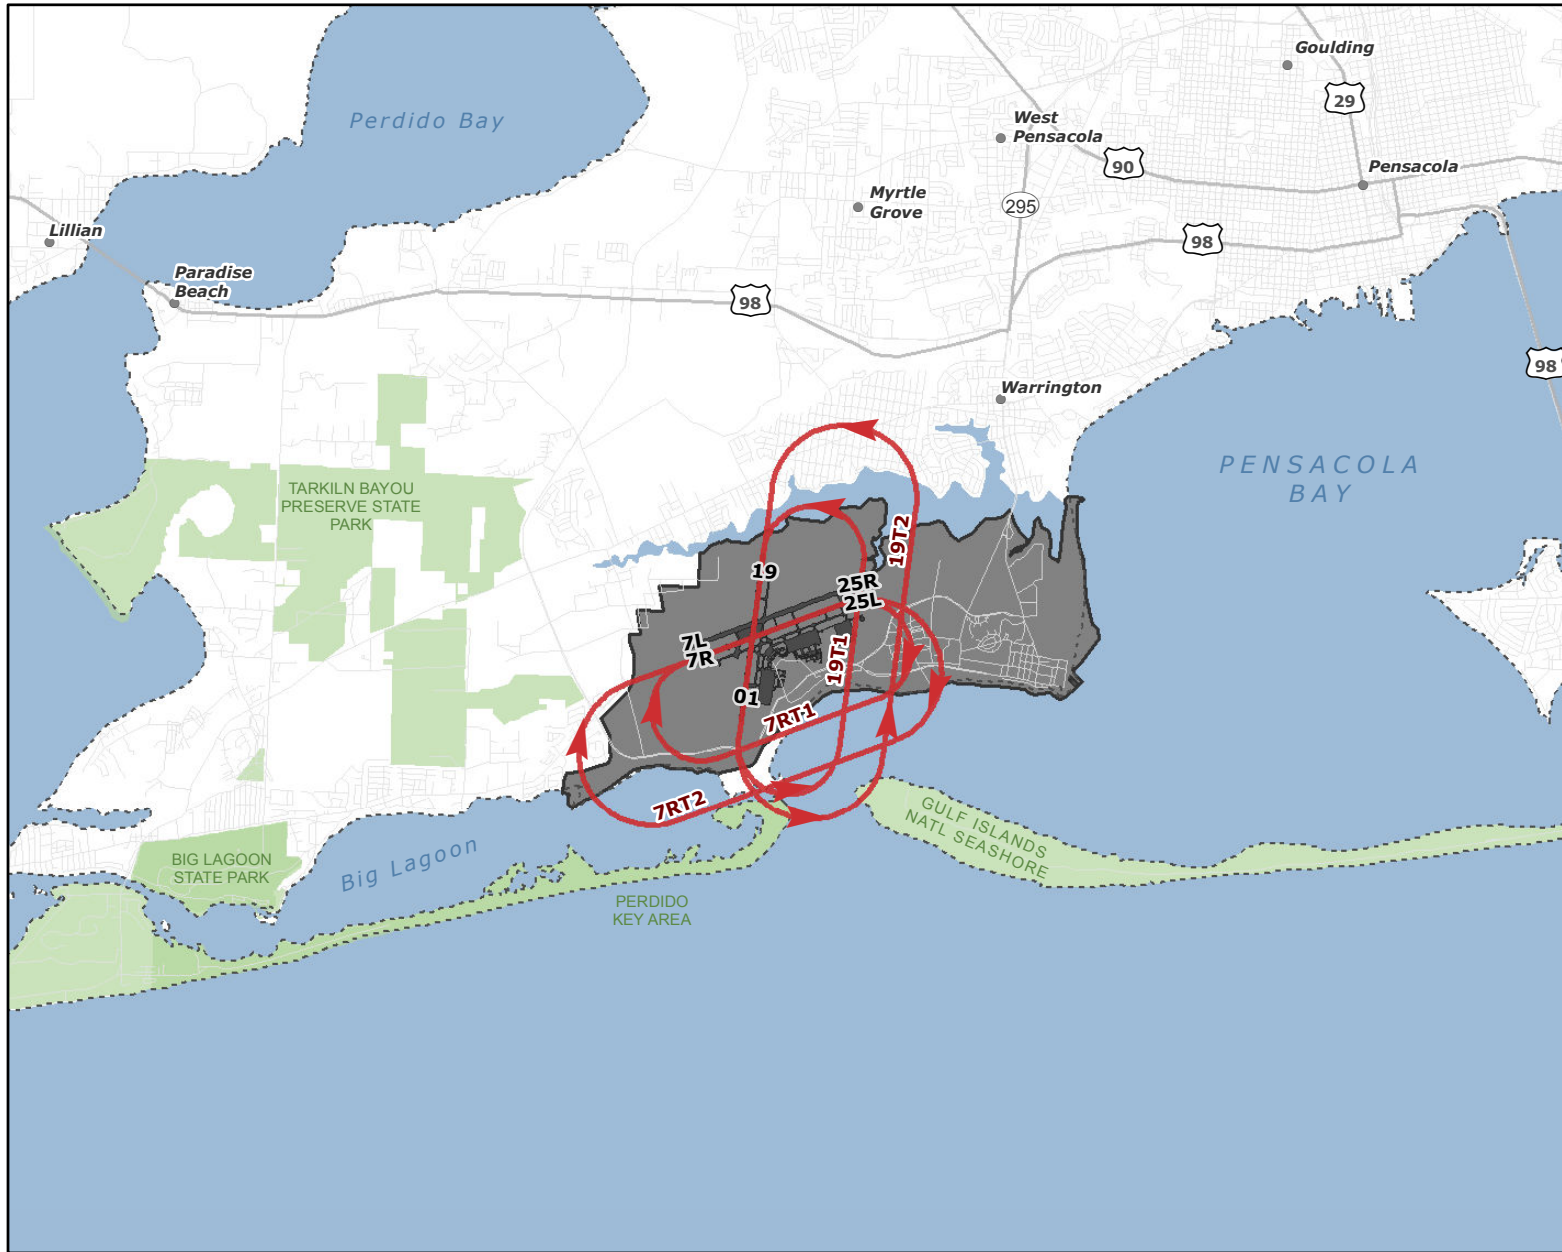 Goulding
29
Perdido Bay
West
Pensacola
90
Pensacola
Myrtle
Grove
295
98
Lillian
Paradise
Beach
98
98
Warrington
PENSACOLA
BAY
TARKILN BAYOU
PRESERVE STATE
PARK
19T2
19
25R
25L
7L
7R
19T1
01
7RT1
7RT2
GULF ISLANDS
NATL SEASHORE
BIG LAGOON
STATE PARK
Big Lagoon
PERDIDO
KEY AREA